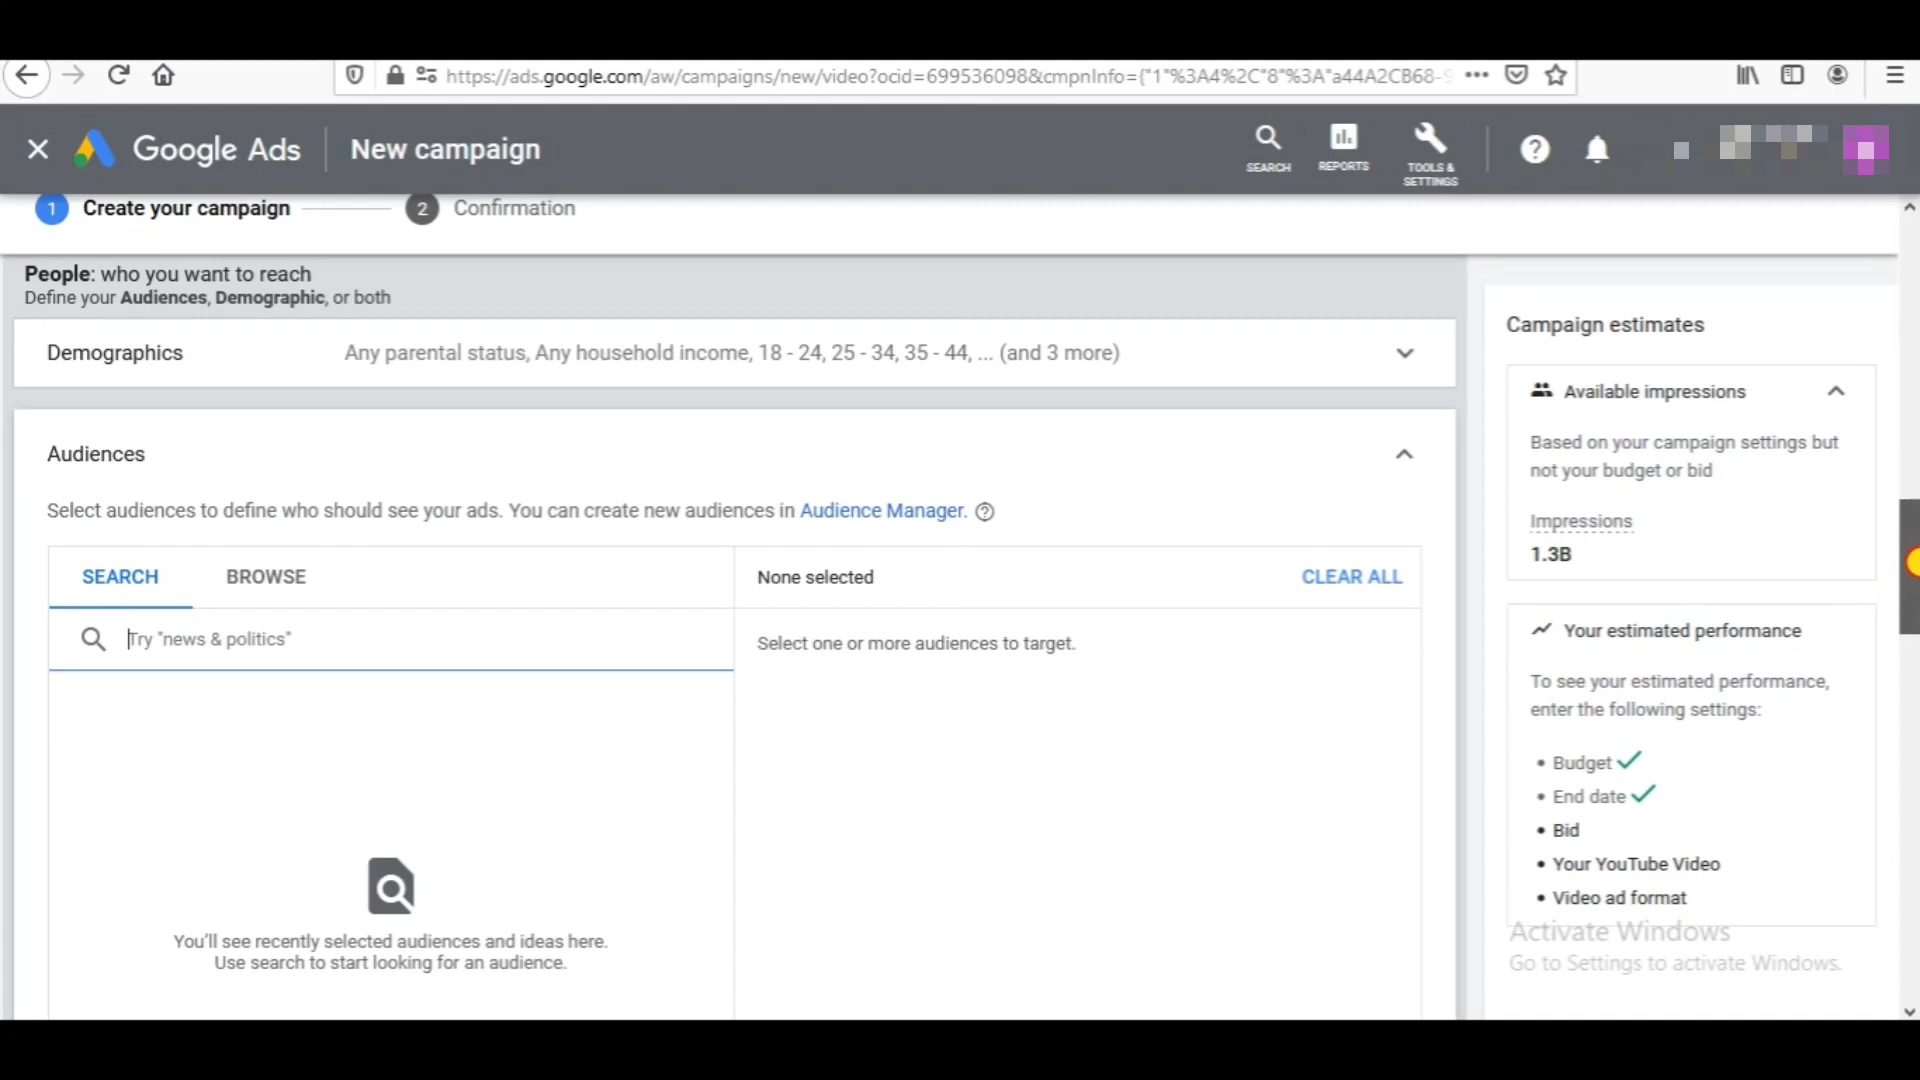 https://ads.google.com/aw/campaigns/new/video?ocid=699536098&cmpnInfo={"1"%3A4%2C"8"%3A"a44A2CB68-9
Google Ads
New campaign
SEARCH
REPORTS
TOOLS & SETTINGS
1 Create your campaign
2 Confirmation
People: who you want to reach
Define your Audiences, Demographic, or both
Demographics
Any parental status, Any household income, 18 - 24, 25 - 34, 35 - 44, ... (and 3 more)
Audiences
Select audiences to define who should see your ads. You can create new audiences in Audience Manager.
SEARCH
BROWSE
None selected
CLEAR ALL
Try "news & politics"
Select one or more audiences to target.
You'll see recently selected audiences and ideas here.
Use search to start looking for an audience.
Campaign estimates
Available impressions
Based on your campaign settings but
not your budget or bid
Impressions
1.3B
Your estimated performance
To see your estimated performance,
enter the following settings:
• Budget
• End date
• Bid
• Your YouTube Video
• Video ad format
Activate Windows
Go to Settings to activate Windows.